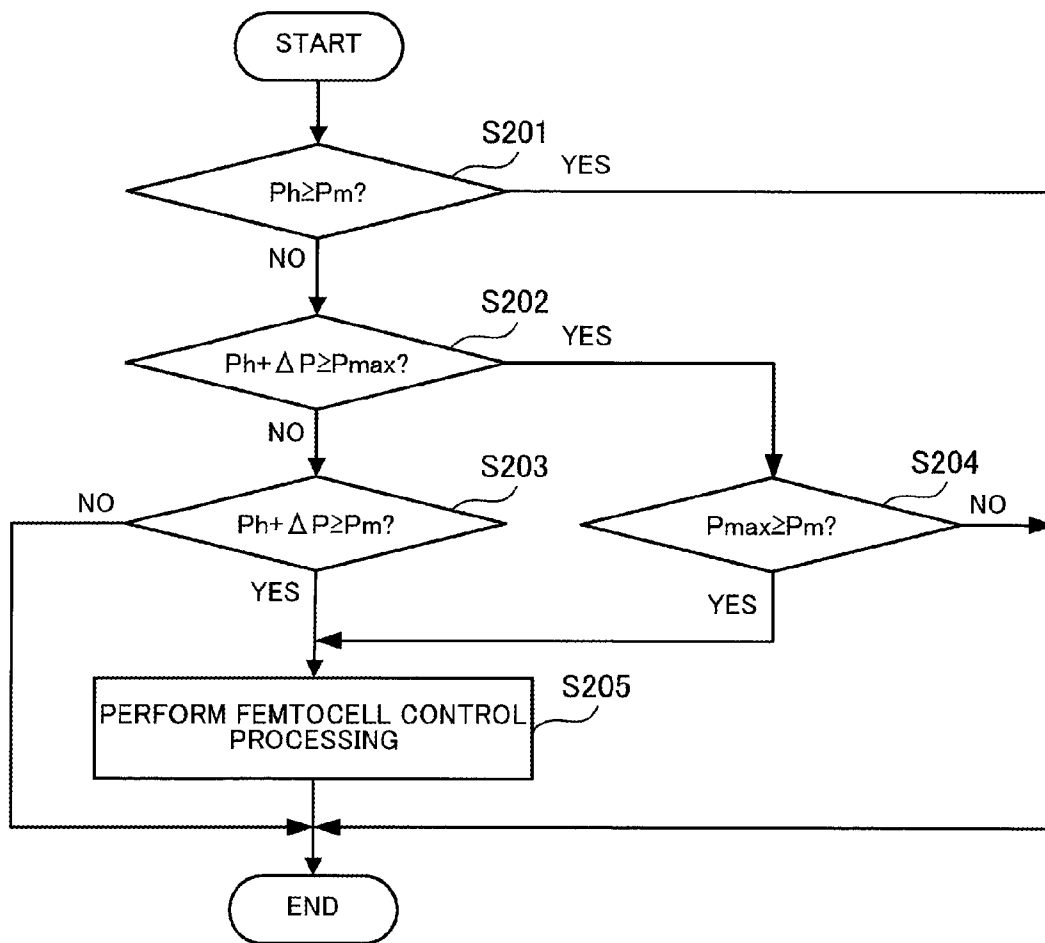 START
S201
YES
Ph≧Pm?
NO
S202
YES
Ph+ΔP≧Pmax?
NO
S203
S204
NO
Ph+ΔP≧Pm?
Pmax≧Pm?
NO
YES
YES
S205
PERFORM FEMTOCELL CONTROL
PROCESSING
END